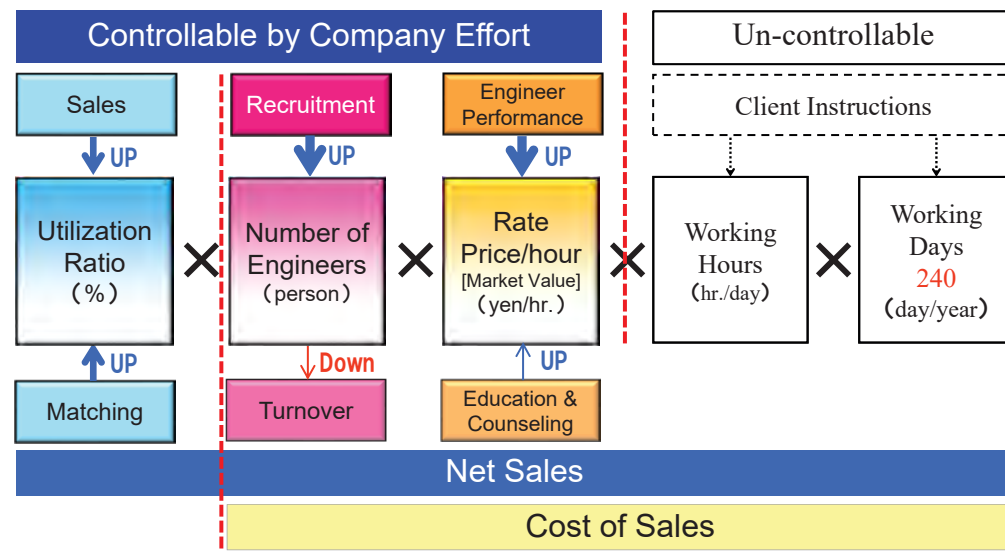 Controllable by Company Effort
Un-controllable
Client Instructions
Sales
Recruitment
Engineer
Performance
UP
UP
UP
Utilization
Ratio
（%）
×
Number of
Engineers
（person）
×
Rate
Price/hour
[Market Value]
（yen/hr.）
×
Working
Hours
（hr./day）
×
Working
Days
240
（day/year）
UP
Down
UP
Matching
Turnover
Education &
Counseling
Net Sales
Cost of Sales